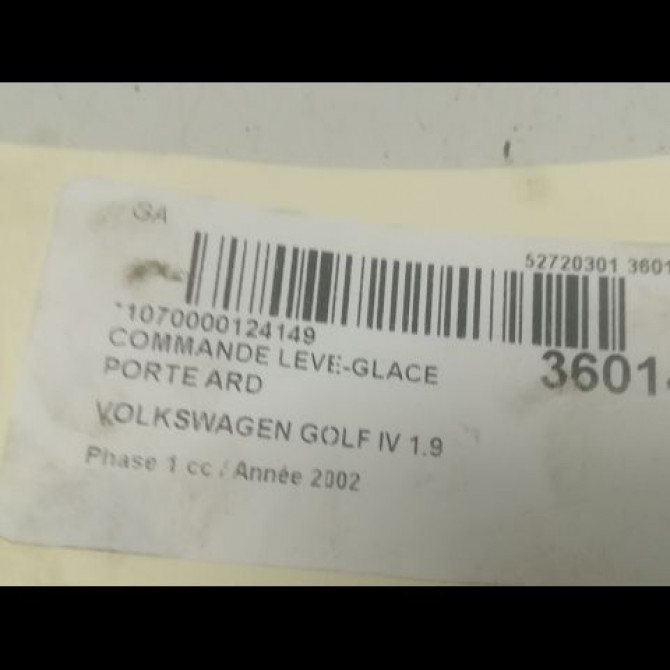 GA
52720301 3601
*1070000124149
COMMANDE LEVE-GLACE
PORTE ARD
3601
VOLKSWAGEN GOLF IV 1.9
Phase 1 cc / Année 2002